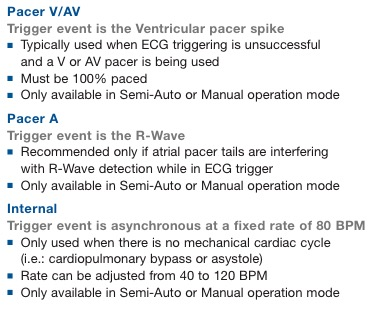 Pacer V/AV
Trigger event is the Ventricular pacer spike
▪ Typically used when ECG triggering is unsuccessful
and a V or AV pacer is being used
▪ Must be 100% paced
▪ Only available in Semi-Auto or Manual operation mode
Pacer A
Trigger event is the R-Wave
▪ Recommended only if atrial pacer tails are interfering
with R-Wave detection while in ECG trigger
▪ Only available in Semi-Auto or Manual operation mode
Internal
Trigger event is asynchronous at a fixed rate of 80 BPM
▪ Only used when there is no mechanical cardiac cycle
(i.e.: cardiopulmonary bypass or asystole)
▪ Rate can be adjusted from 40 to 120 BPM
▪ Only available in Semi-Auto or Manual operation mode